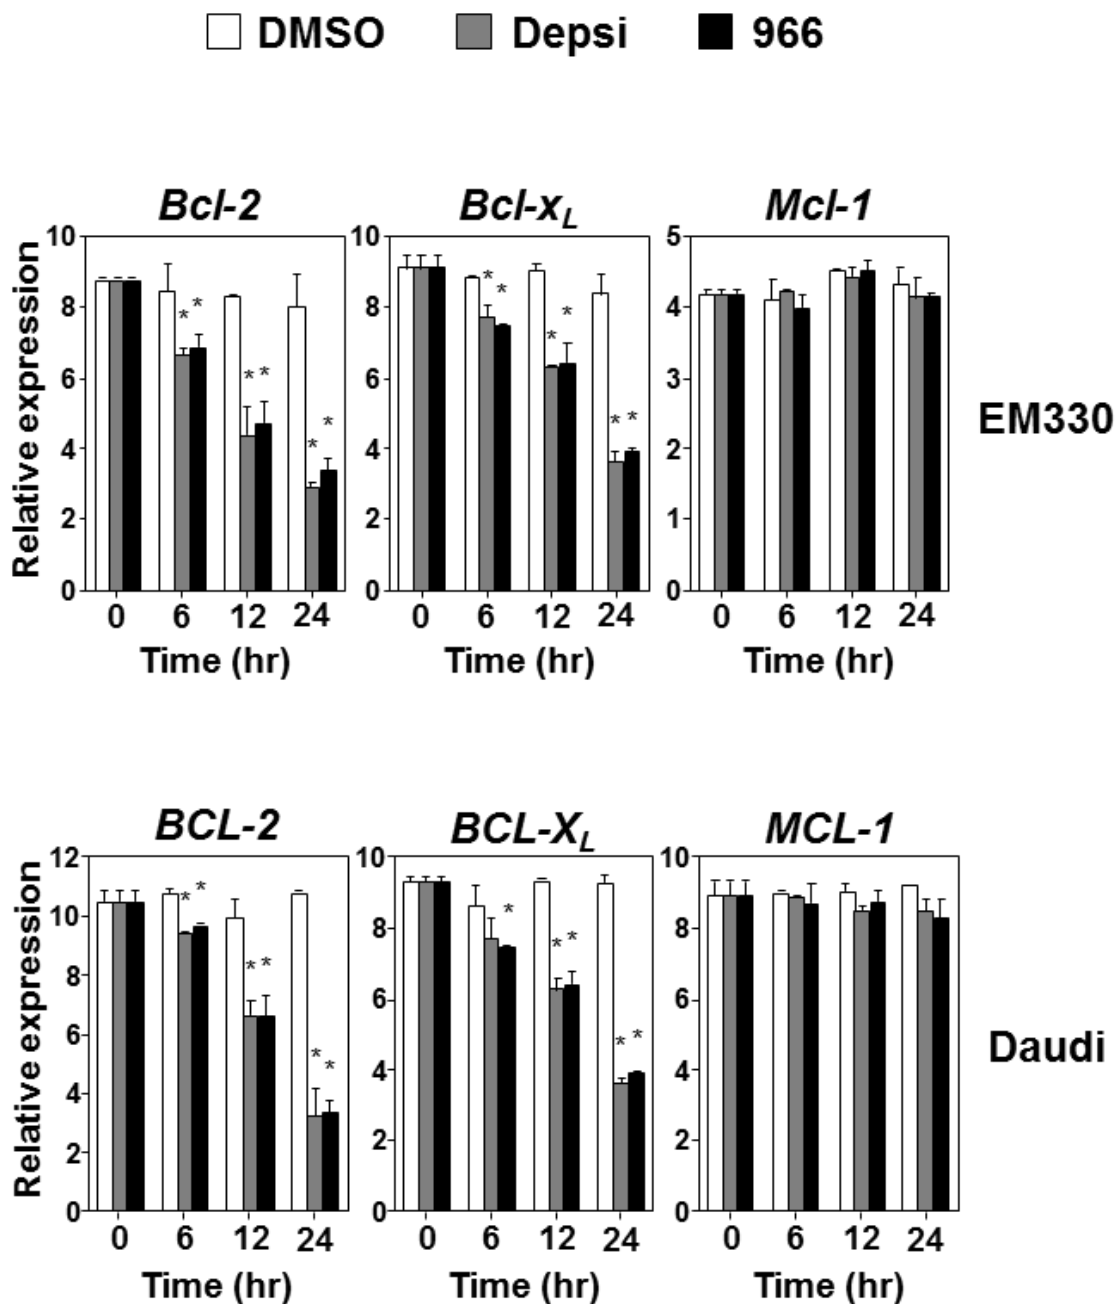 DMSO Depsi 966
Bcl-2 Bcl-xL Mcl-1
Relative expression
10
8
6
4
2
0
10
8
6
4
2
0
5
4
3
2
1
0
* * * * * *
* * * * * *
0 6 12 24
0 6 12 24
0 6 12 24
Time (hr) Time (hr) Time (hr)
EM330
BCL-2 BCL-XL MCL-1
Relative expression
12
10
8
6
4
2
0
10
8
6
4
2
0
10
8
6
4
2
0
* * * * * *
* * * * *
0 6 12 24
0 6 12 24
0 6 12 24
Time (hr) Time (hr) Time (hr)
Daudi